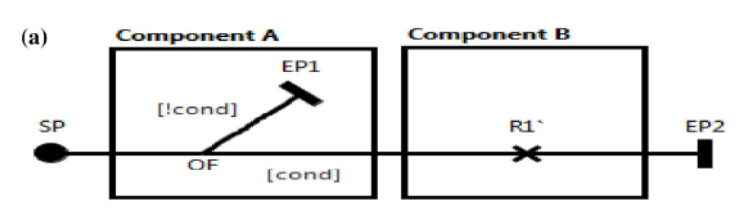 (a)
Component A
Component B
EP1
[!cond]
SP
R1`
EP2
OF
[cond]